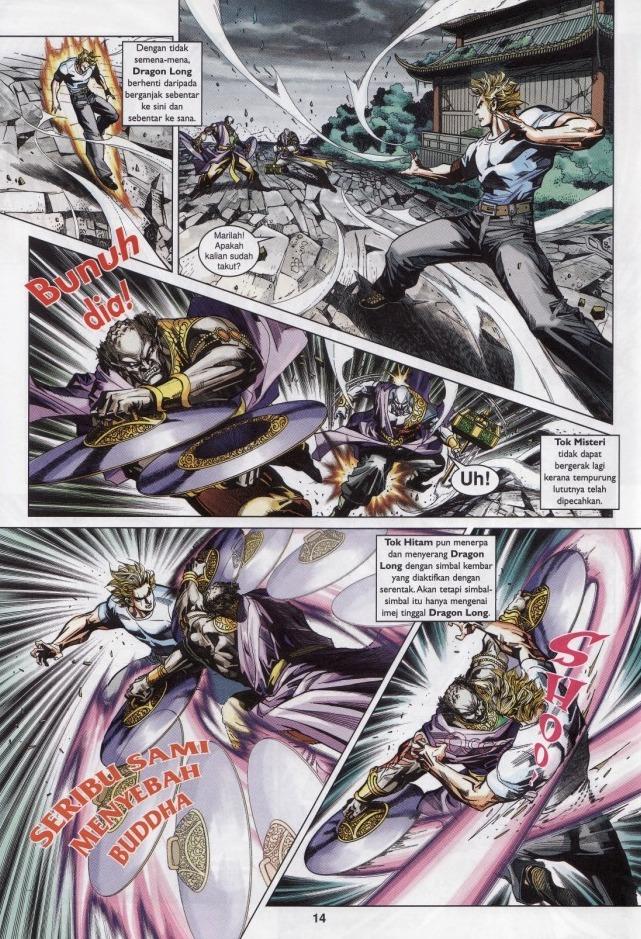 Dengan tidak
semena-mena,
Dragon Long
berhenti daripada
berganjak sebentar
ke sini dan
sebentar ke sana.
Marilah!
Apakah
kalian sudah
takut?
Bunuh
dia!
Uh!
Tok Misteri
tidak dapat
bergerak lagi
kerana tempurung
lututnya telah
dipecahkan.
Tok Hitam pun menerpa
dan menyerang Dragon
Long dengan simbal kembar
yang diaktifkan dengan
serentak. Akan tetapi simbal-
simbal itu hanya mengenai
imej tinggal Dragon Long.
SERIBU SAMI
MENYEBAH
BUDDHA
SHOO!
14